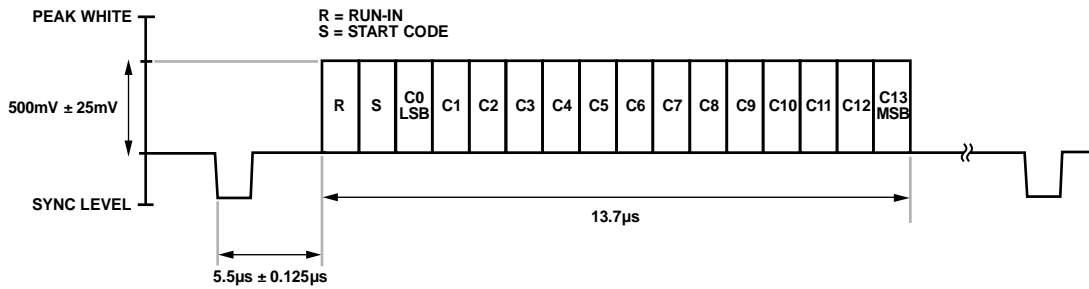 PEAK WHITE
R = RUN-IN
S = START CODE
500mV ± 25mV
R
S
C0
LSB
C1
C2
C3
C4
C5
C6
C7
C8
C9
C10
C11
C12
C13
MSB
SYNC LEVEL
13.7µs
5.5µs ± 0.125µs